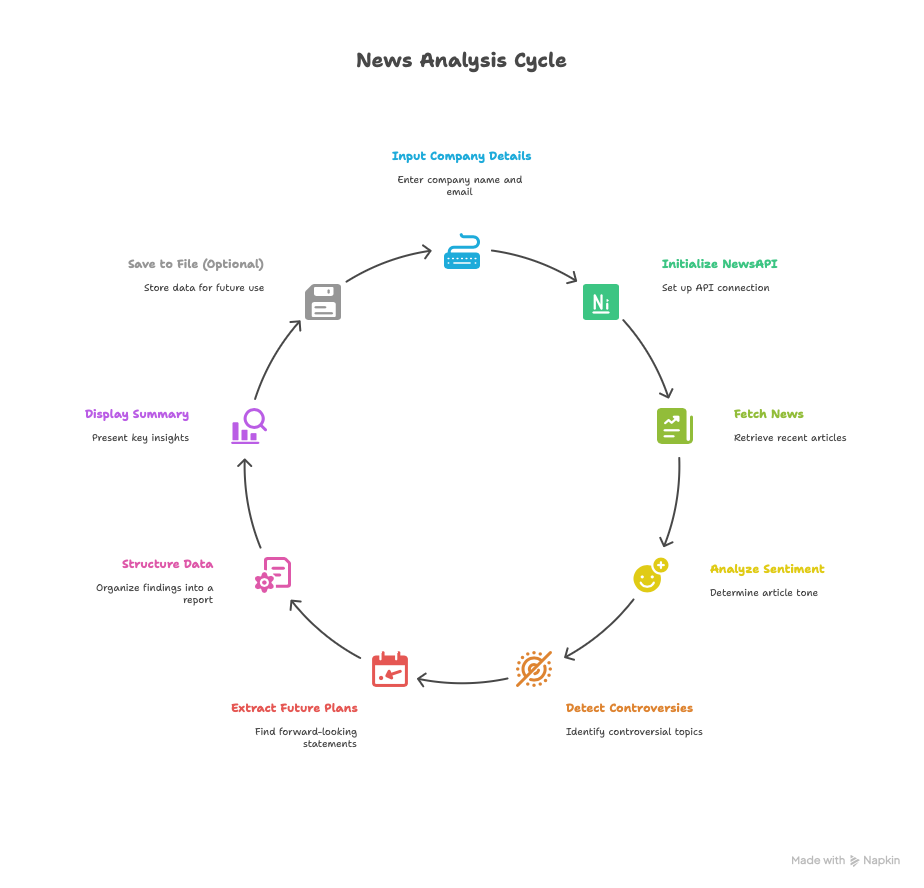 News Analysis Cycle
Input Company Details
Enter company name and
email
Initialize NewsAPI
Set up API connection
Ni
Fetch News
Retrieve recent articles
Analyze Sentiment
Determine article tone
Detect Controversies
Identify controversial topics
Extract Future Plans
Find forward-looking
statements
Structure Data
Organize findings into a
report
Display Summary
Present key insights
Save to File (Optional)
Store data for future use
Made with Napkin